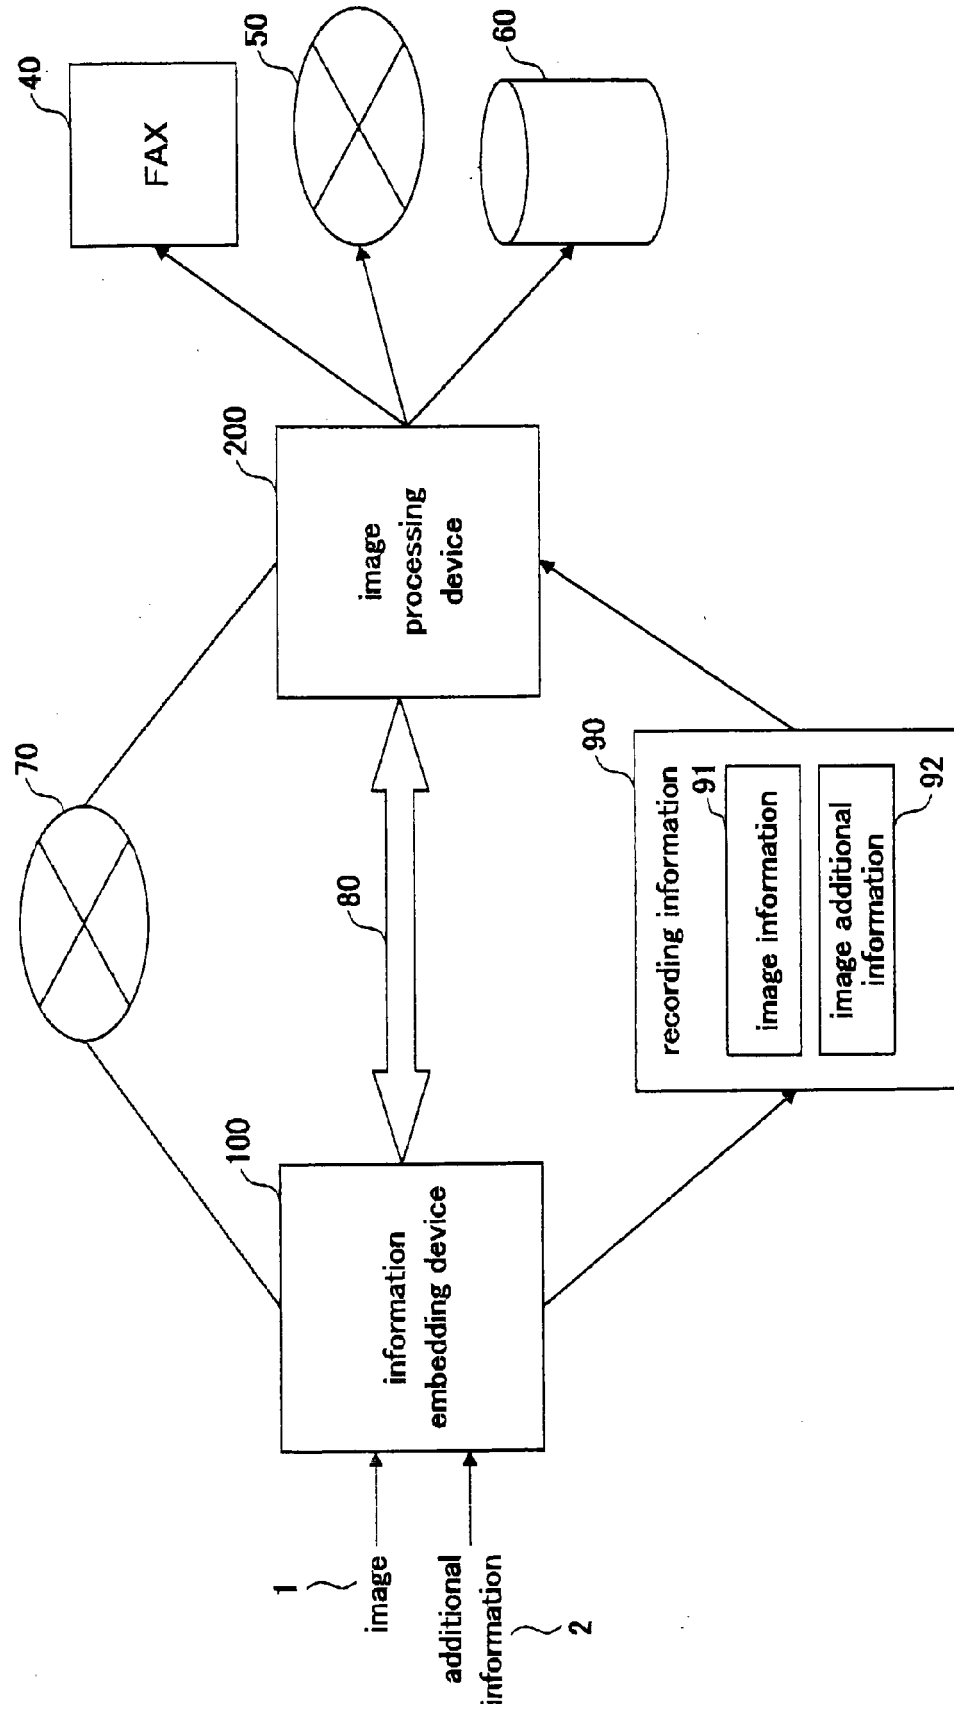 40
FAX
50
60
200
image
processing
device
70
80
90
recording information
91
image information
image additional
information
92
100
information
embedding device
1
image
additional
information
2